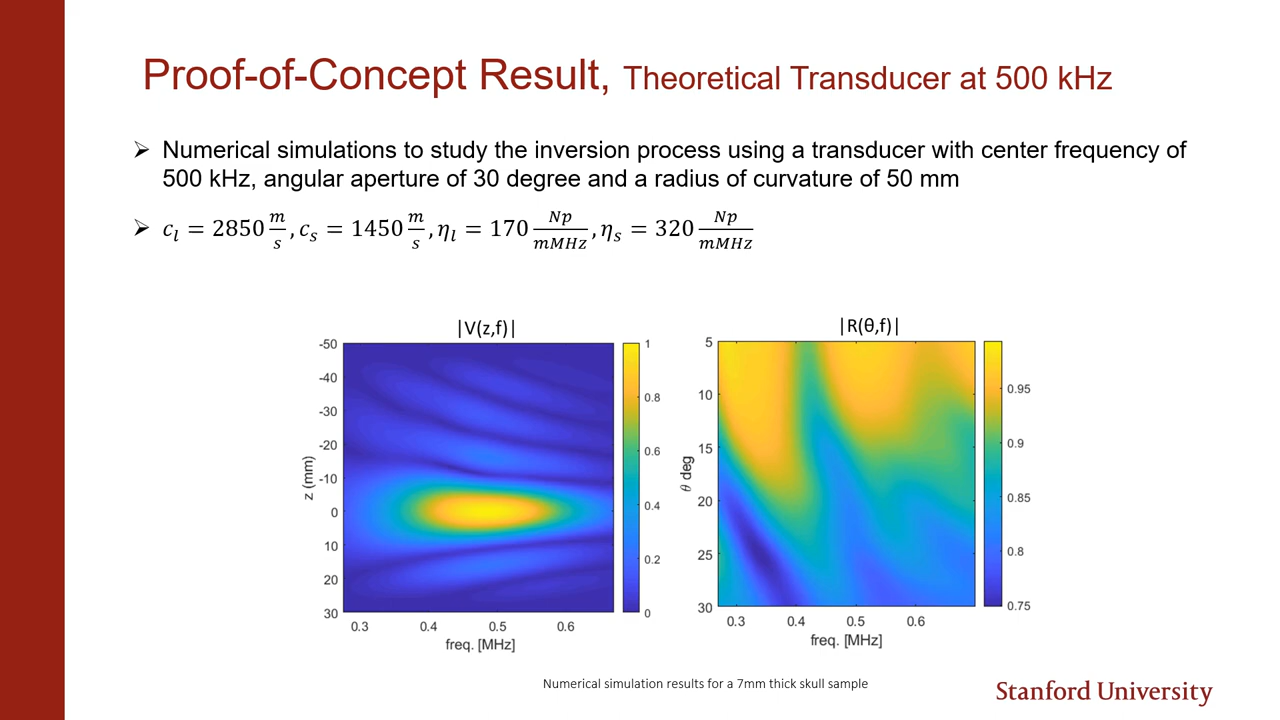 Proof-of-Concept Result, Theoretical Transducer at 500 kHz
➢ Numerical simulations to study the inversion process using a transducer with center frequency of
500 kHz, angular aperture of 30 degree and a radius of curvature of 50 mm
➢ c_l = 2850 m/s, c_s = 1450 m/s, η_l = 170 Np/mMHz, η_s = 320 Np/mMHz
|V(z,f)|
-50
-40
-30
-20
-10
0
10
20
30
z (mm)
0.3 0.4 0.5 0.6
freq. [MHz]
1
0.8
0.6
0.4
0.2
0
|R(θ,f)|
5
10
15
20
25
30
θ deg
0.3 0.4 0.5 0.6
freq. [MHz]
0.95
0.9
0.85
0.8
0.75
Numerical simulation results for a 7mm thick skull sample
Stanford University